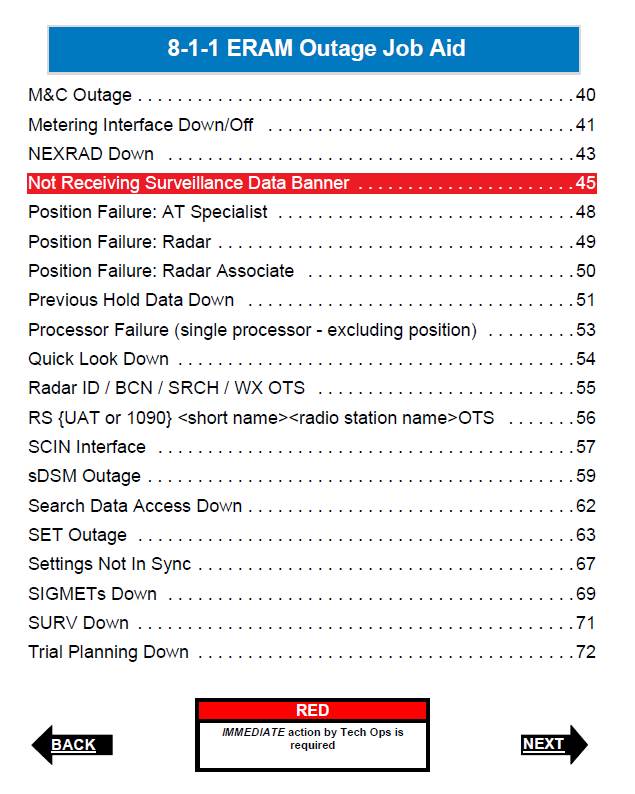 8-1-1 ERAM Outage Job Aid
M&C Outage . . . . . . . . . . . . . . . . . . . . . . . . . . . . . . . . . . . . . . . . . . . . 40
Metering Interface Down/Off . . . . . . . . . . . . . . . . . . . . . . . . . . . . . . . 41
NEXRAD Down . . . . . . . . . . . . . . . . . . . . . . . . . . . . . . . . . . . . . . . . . 43
Not Receiving Surveillance Data Banner . . . . . . . . . . . . . . . . . . . . . . 45
Position Failure: AT Specialist . . . . . . . . . . . . . . . . . . . . . . . . . . . . . . 48
Position Failure: Radar . . . . . . . . . . . . . . . . . . . . . . . . . . . . . . . . . . . . 49
Position Failure: Radar Associate . . . . . . . . . . . . . . . . . . . . . . . . . . . 50
Previous Hold Data Down . . . . . . . . . . . . . . . . . . . . . . . . . . . . . . . . . 51
Processor Failure (single processor - excluding position) . . . . . . . . . 53
Quick Look Down . . . . . . . . . . . . . . . . . . . . . . . . . . . . . . . . . . . . . . . . 54
Radar ID / BCN / SRCH / WX OTS . . . . . . . . . . . . . . . . . . . . . . . . . . 55
RS {UAT or 1090} <short name><radio station name>OTS . . . . . . . 56
SCIN Interface . . . . . . . . . . . . . . . . . . . . . . . . . . . . . . . . . . . . . . . . . . 57
sDSM Outage . . . . . . . . . . . . . . . . . . . . . . . . . . . . . . . . . . . . . . . . . . . 59
Search Data Access Down . . . . . . . . . . . . . . . . . . . . . . . . . . . . . . . . . 62
SET Outage . . . . . . . . . . . . . . . . . . . . . . . . . . . . . . . . . . . . . . . . . . . . 63
Settings Not In Sync . . . . . . . . . . . . . . . . . . . . . . . . . . . . . . . . . . . . . . 67
SIGMETs Down . . . . . . . . . . . . . . . . . . . . . . . . . . . . . . . . . . . . . . . . . 69
SURV Down . . . . . . . . . . . . . . . . . . . . . . . . . . . . . . . . . . . . . . . . . . . . 71
Trial Planning Down . . . . . . . . . . . . . . . . . . . . . . . . . . . . . . . . . . . . . . 72
RED
IMMEDIATE action by Tech Ops is
required
BACK
NEXT